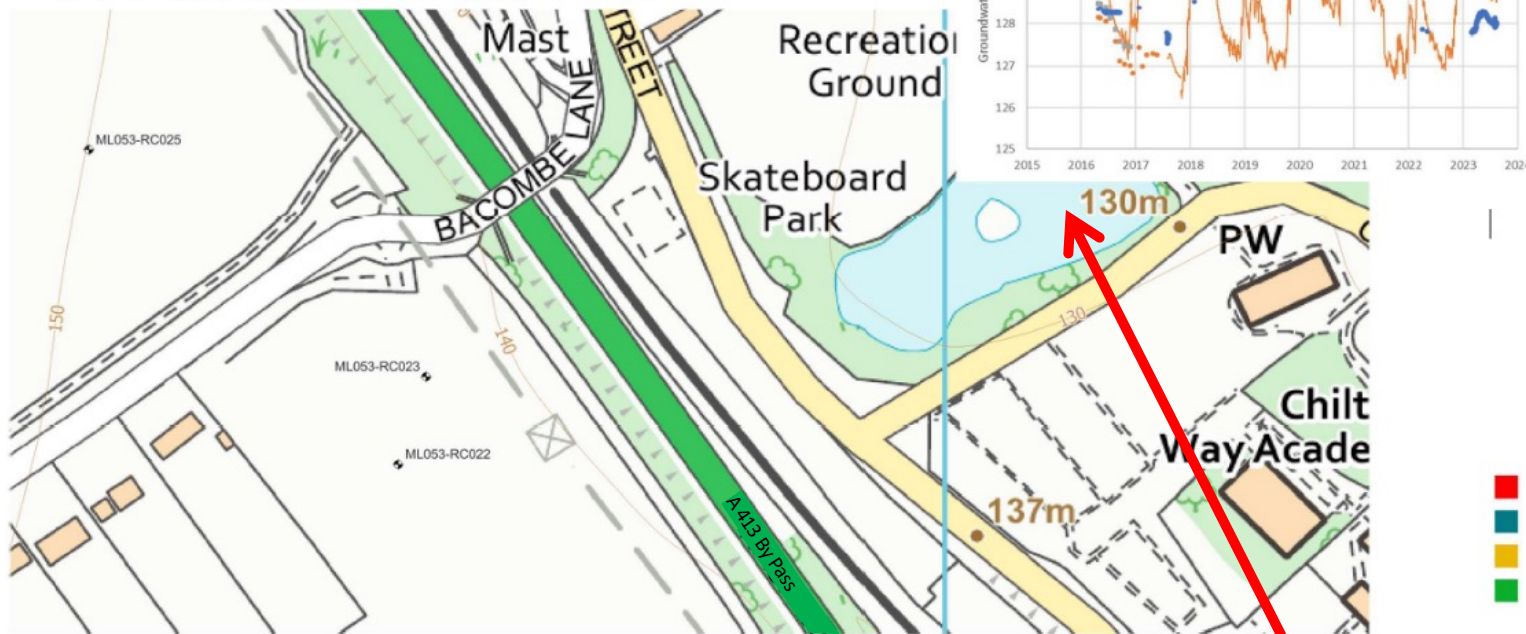 Mast
TREET
Recreatio
Ground
BACOMBE LANE
Skateboard
Park
ML053-RC025
150
140
ML053-RC023
ML053-RC022
A 413 By Pass
130m
130
PW
Chilt
Way Acade
137m
Groundwat
128
127
126
125
2015 2016 2017 2018 2019 2020 2021 2022 2023 2024